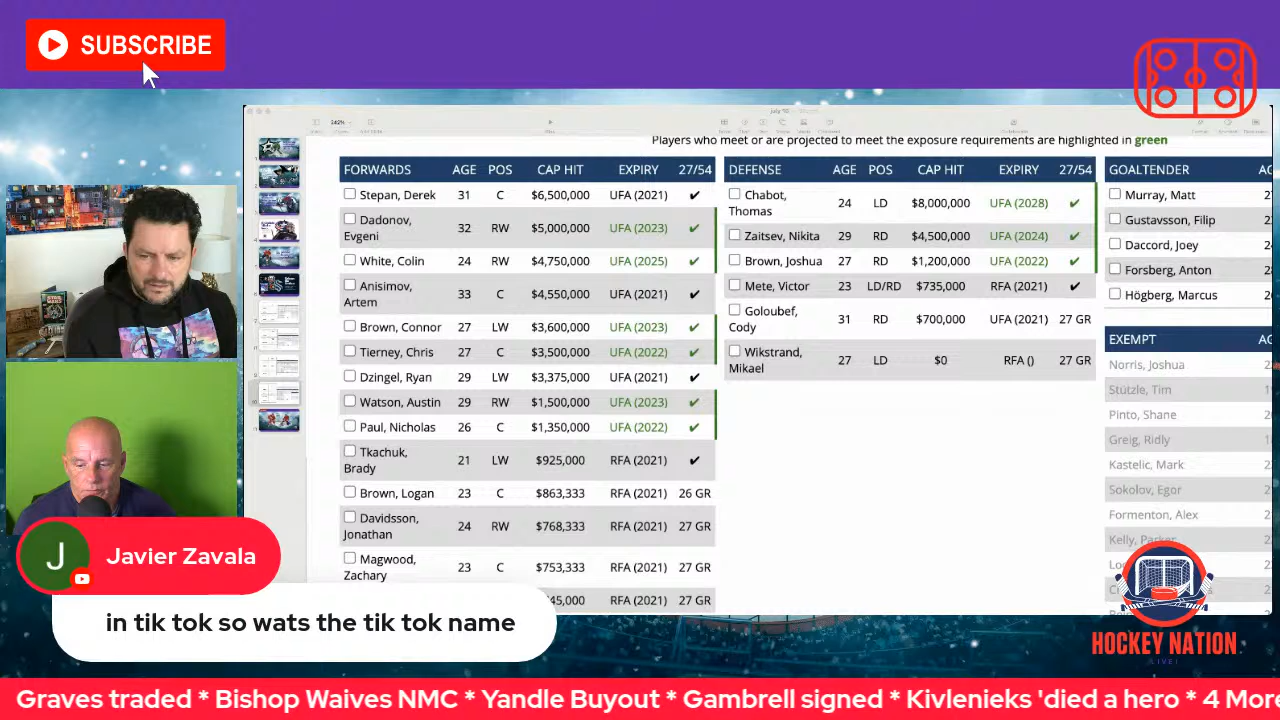 SUBSCRIBE
Players who meet or are projected to meet the exposure requirements are highlighted in green
FORWARDS AGE POS CAP HIT EXPIRY 27/54
Stepan, Derek 31 C $6,500,000 UFA (2021) ✔
Dadonov, Evgeni 32 RW $5,000,000 UFA (2023) ✔
White, Colin 24 RW $4,750,000 UFA (2025) ✔
Anisimov, Artem 33 C $4,550,000 UFA (2021) ✔
Brown, Connor 27 LW $3,600,000 UFA (2023) ✔
Tierney, Chris 27 C $3,500,000 UFA (2022) ✔
Dzingel, Ryan 29 LW $3,375,000 UFA (2021) ✔
Watson, Austin 29 RW $1,500,000 UFA (2023) ✔
Paul, Nicholas 26 C $1,350,000 UFA (2022) ✔
Tkachuk, Brady 21 LW $925,000 RFA (2021) ✔
Brown, Logan 23 C $863,333 RFA (2021) 26 GR
Davidsson, Jonathan 24 RW $768,333 RFA (2021) 27 GR
Magwood, Zachary 23 C $753,333 RFA (2021) 27 GR
45,000 RFA (2021) 27 GR
DEFENSE AGE POS CAP HIT EXPIRY 27/54
Chabot, Thomas 24 LD $8,000,000 UFA (2028) ✔
Zaitsev, Nikita 29 RD $4,500,000 UFA (2024) ✔
Brown, Joshua 27 RD $1,200,000 UFA (2022) ✔
Mete, Victor 23 LD/RD $735,000 RFA (2021) ✔
Goloubef, Cody 31 RD $700,000 UFA (2021) 27 GR
Wikstrand, Mikael 27 LD $0 RFA () 27 GR
GOALTENDER
Murray, Matt
Gustavsson, Filip
Daccord, Joey
Forsberg, Anton
Högberg, Marcus
EXEMPT
Norris, Joshua
Stützle, Tim
Pinto, Shane
Greig, Ridly
Kastelic, Mark
Sokolov, Egor
Formenton, Alex
Kelly, Parker
J
Javier Zavala
in tik tok so wats the tik tok name
HOCKEY NATION
LIVE!
Graves traded * Bishop Waives NMC * Yandle Buyout * Gambrell signed * Kivlenieks 'died a hero * 4 More